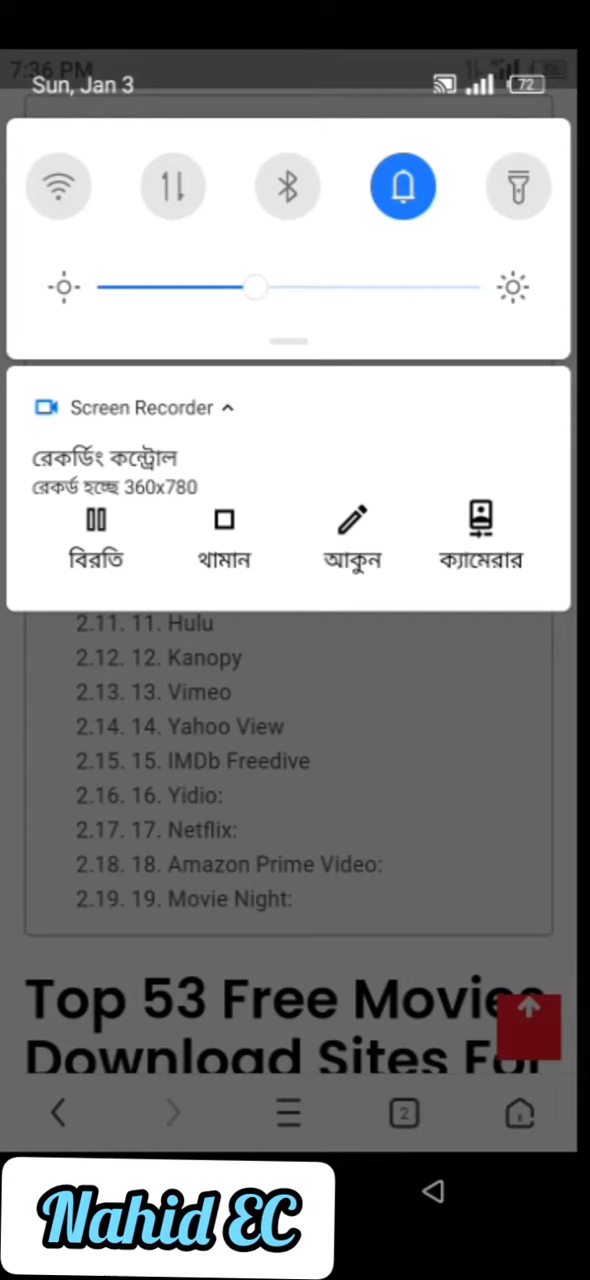 7:36 PM
Sun, Jan 3
72
Screen Recorder
রেকর্ডিং কন্ট্রোল
রেকর্ড হচ্ছে 360x780
বিরতি
থামান
আকুন
ক্যামেরার
2.11. 11. Hulu
2.12. 12. Kanopy
2.13. 13. Vimeo
2.14. 14. Yahoo View
2.15. 15. IMDb Freedive
2.16. 16. Yidio:
2.17. 17. Netflix:
2.18. 18. Amazon Prime Video:
2.19. 19. Movie Night:
Top 53 Free Movies
Download Sites For
2
Nahid EC